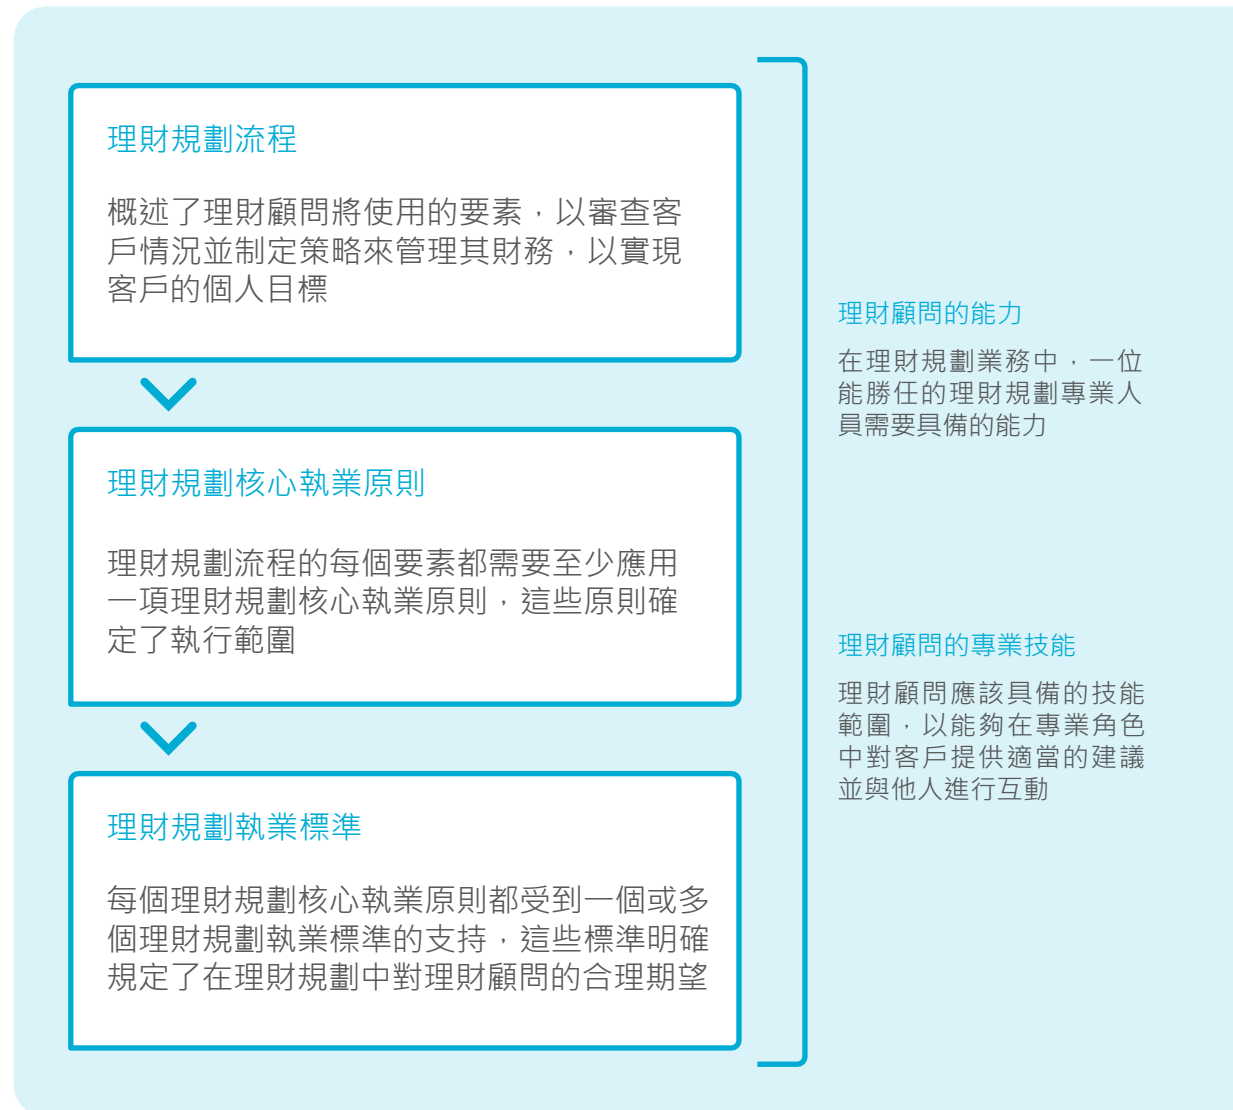 理財規劃流程
概述了理財顧問將使用的要素，以審查客
戶情況並制定策略來管理其財務，以實現
客戶的個人目標
理財規劃核心執業原則
理財規劃流程的每個要素都需要至少應用
一項理財規劃核心執業原則，這些原則確
定了執行範圍
理財規劃執業標準
每個理財規劃核心執業原則都受到一個或多
個理財規劃執業標準的支持，這些標準明確
規定了在理財規劃中對理財顧問的合理期望
理財顧問的能力
在理財規劃業務中，一位
能勝任的理財規劃專業人
員需要具備的能力
理財顧問的專業技能
理財顧問應該具備的技能
範圍，以能夠在專業角色
中對客戶提供適當的建議
並與他人進行互動